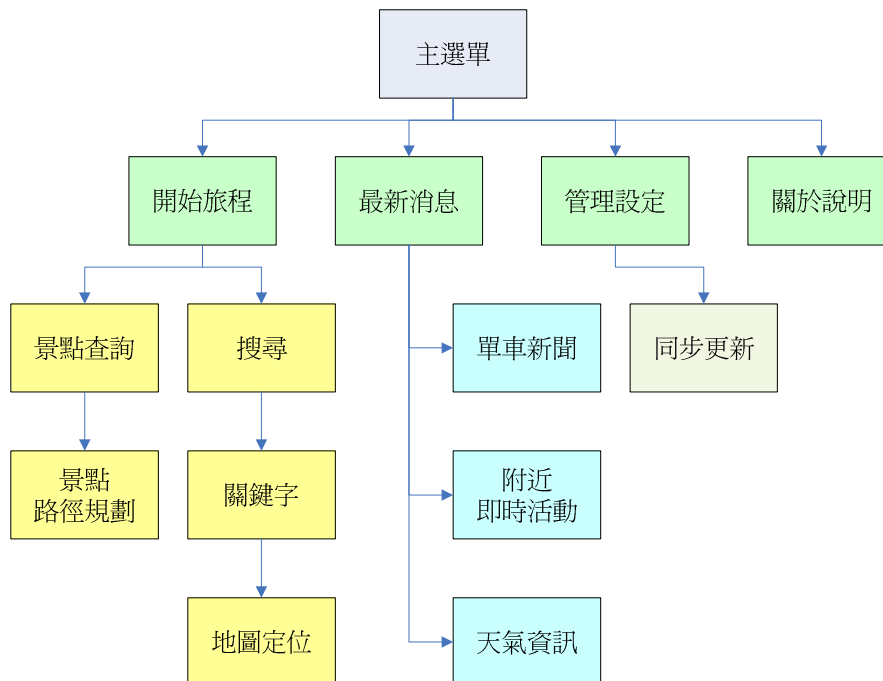 主選單
開始旅程
最新消息
管理設定
關於說明
景點查詢
搜尋
單車新聞
同步更新
景點
路徑規劃
關鍵字
附近
即時活動
地圖定位
天氣資訊